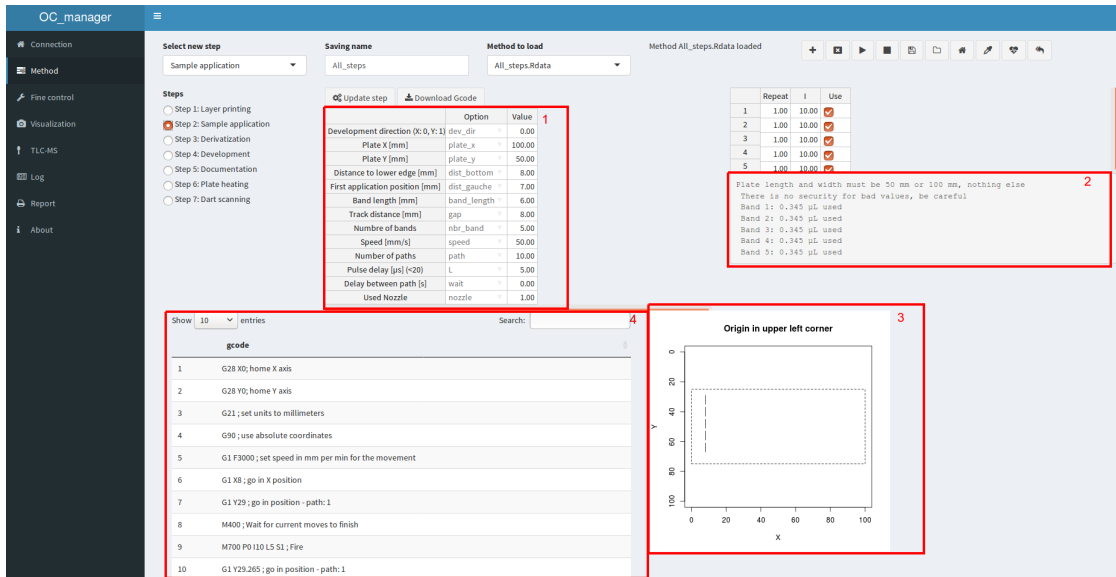 OC_manager
Connection
Method
Fine control
Visualization
TLC-MS
Log
Report
About
Select new step
Sample application
Saving name
All_steps
Method to load
All_steps.Rdata
Method All_steps.Rdata loaded
Steps
Step 1: Layer printing
Step 2: Sample application
Step 3: Derivatization
Step 4: Development
Step 5: Documentation
Step 6: Plate heating
Step 7: Dart scanning
Update step Download Gcode
Option Value 1
Development direction (X: 0, Y: 1) dev_dir 0.00
Plate X [mm] plate_x 100.00
Plate Y [mm] plate_y 50.00
Distance to lower edge [mm] dist_bottom 8.00
First application position [mm] dist_gauche 7.00
Band length [mm] band_length 6.00
Track distance [mm] gap 8.00
Numbre of bands nbr_band 5.00
Speed [mm/s] speed 50.00
Number of paths path 10.00
Pulse delay [µs] (<20) L 5.00
Delay between path [s] wait 0.00
Used Nozzle nozzle 1.00
Repeat I Use
1 1.00 10.00
2 1.00 10.00
3 1.00 10.00
4 1.00 10.00
5 1.00 10.00
Plate length and width must be 50 mm or 100 mm, nothing else 2
There is no security for bad values, be careful
Band 1: 0.345 µL used
Band 2: 0.345 µL used
Band 3: 0.345 µL used
Band 4: 0.345 µL used
Band 5: 0.345 µL used
Show 10 entries Search: 4
gcode
1 G28 X0; home X axis
2 G28 Y0; home Y axis
3 G21 ; set units to millimeters
4 G90 ; use absolute coordinates
5 G1 F3000 ; set speed in mm per min for the movement
6 G1 X8 ; go in X position
7 G1 Y29 ; go in position - path: 1
8 M400 ; Wait for current moves to finish
9 M700 P0 I10 L5 S1 ; Fire
10 G1 Y29.265 ; go in position - path: 1
3
Origin in upper left corner
0
20
40
Y
60
80
100
0 20 40 60 80 100
X